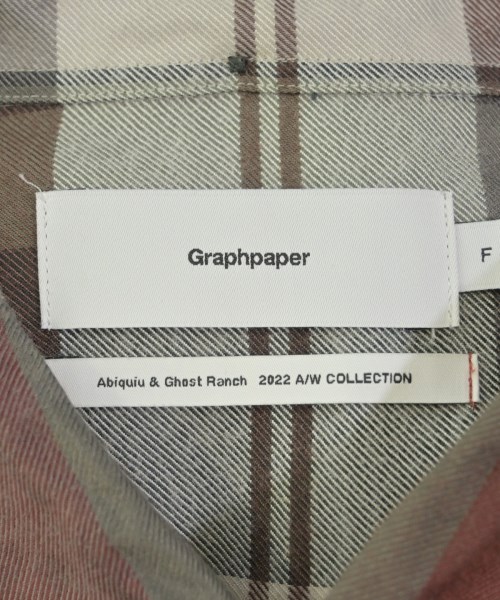 Graphpaper
F
Abiquiu & Ghost Ranch 2022 A/W COLLECTION